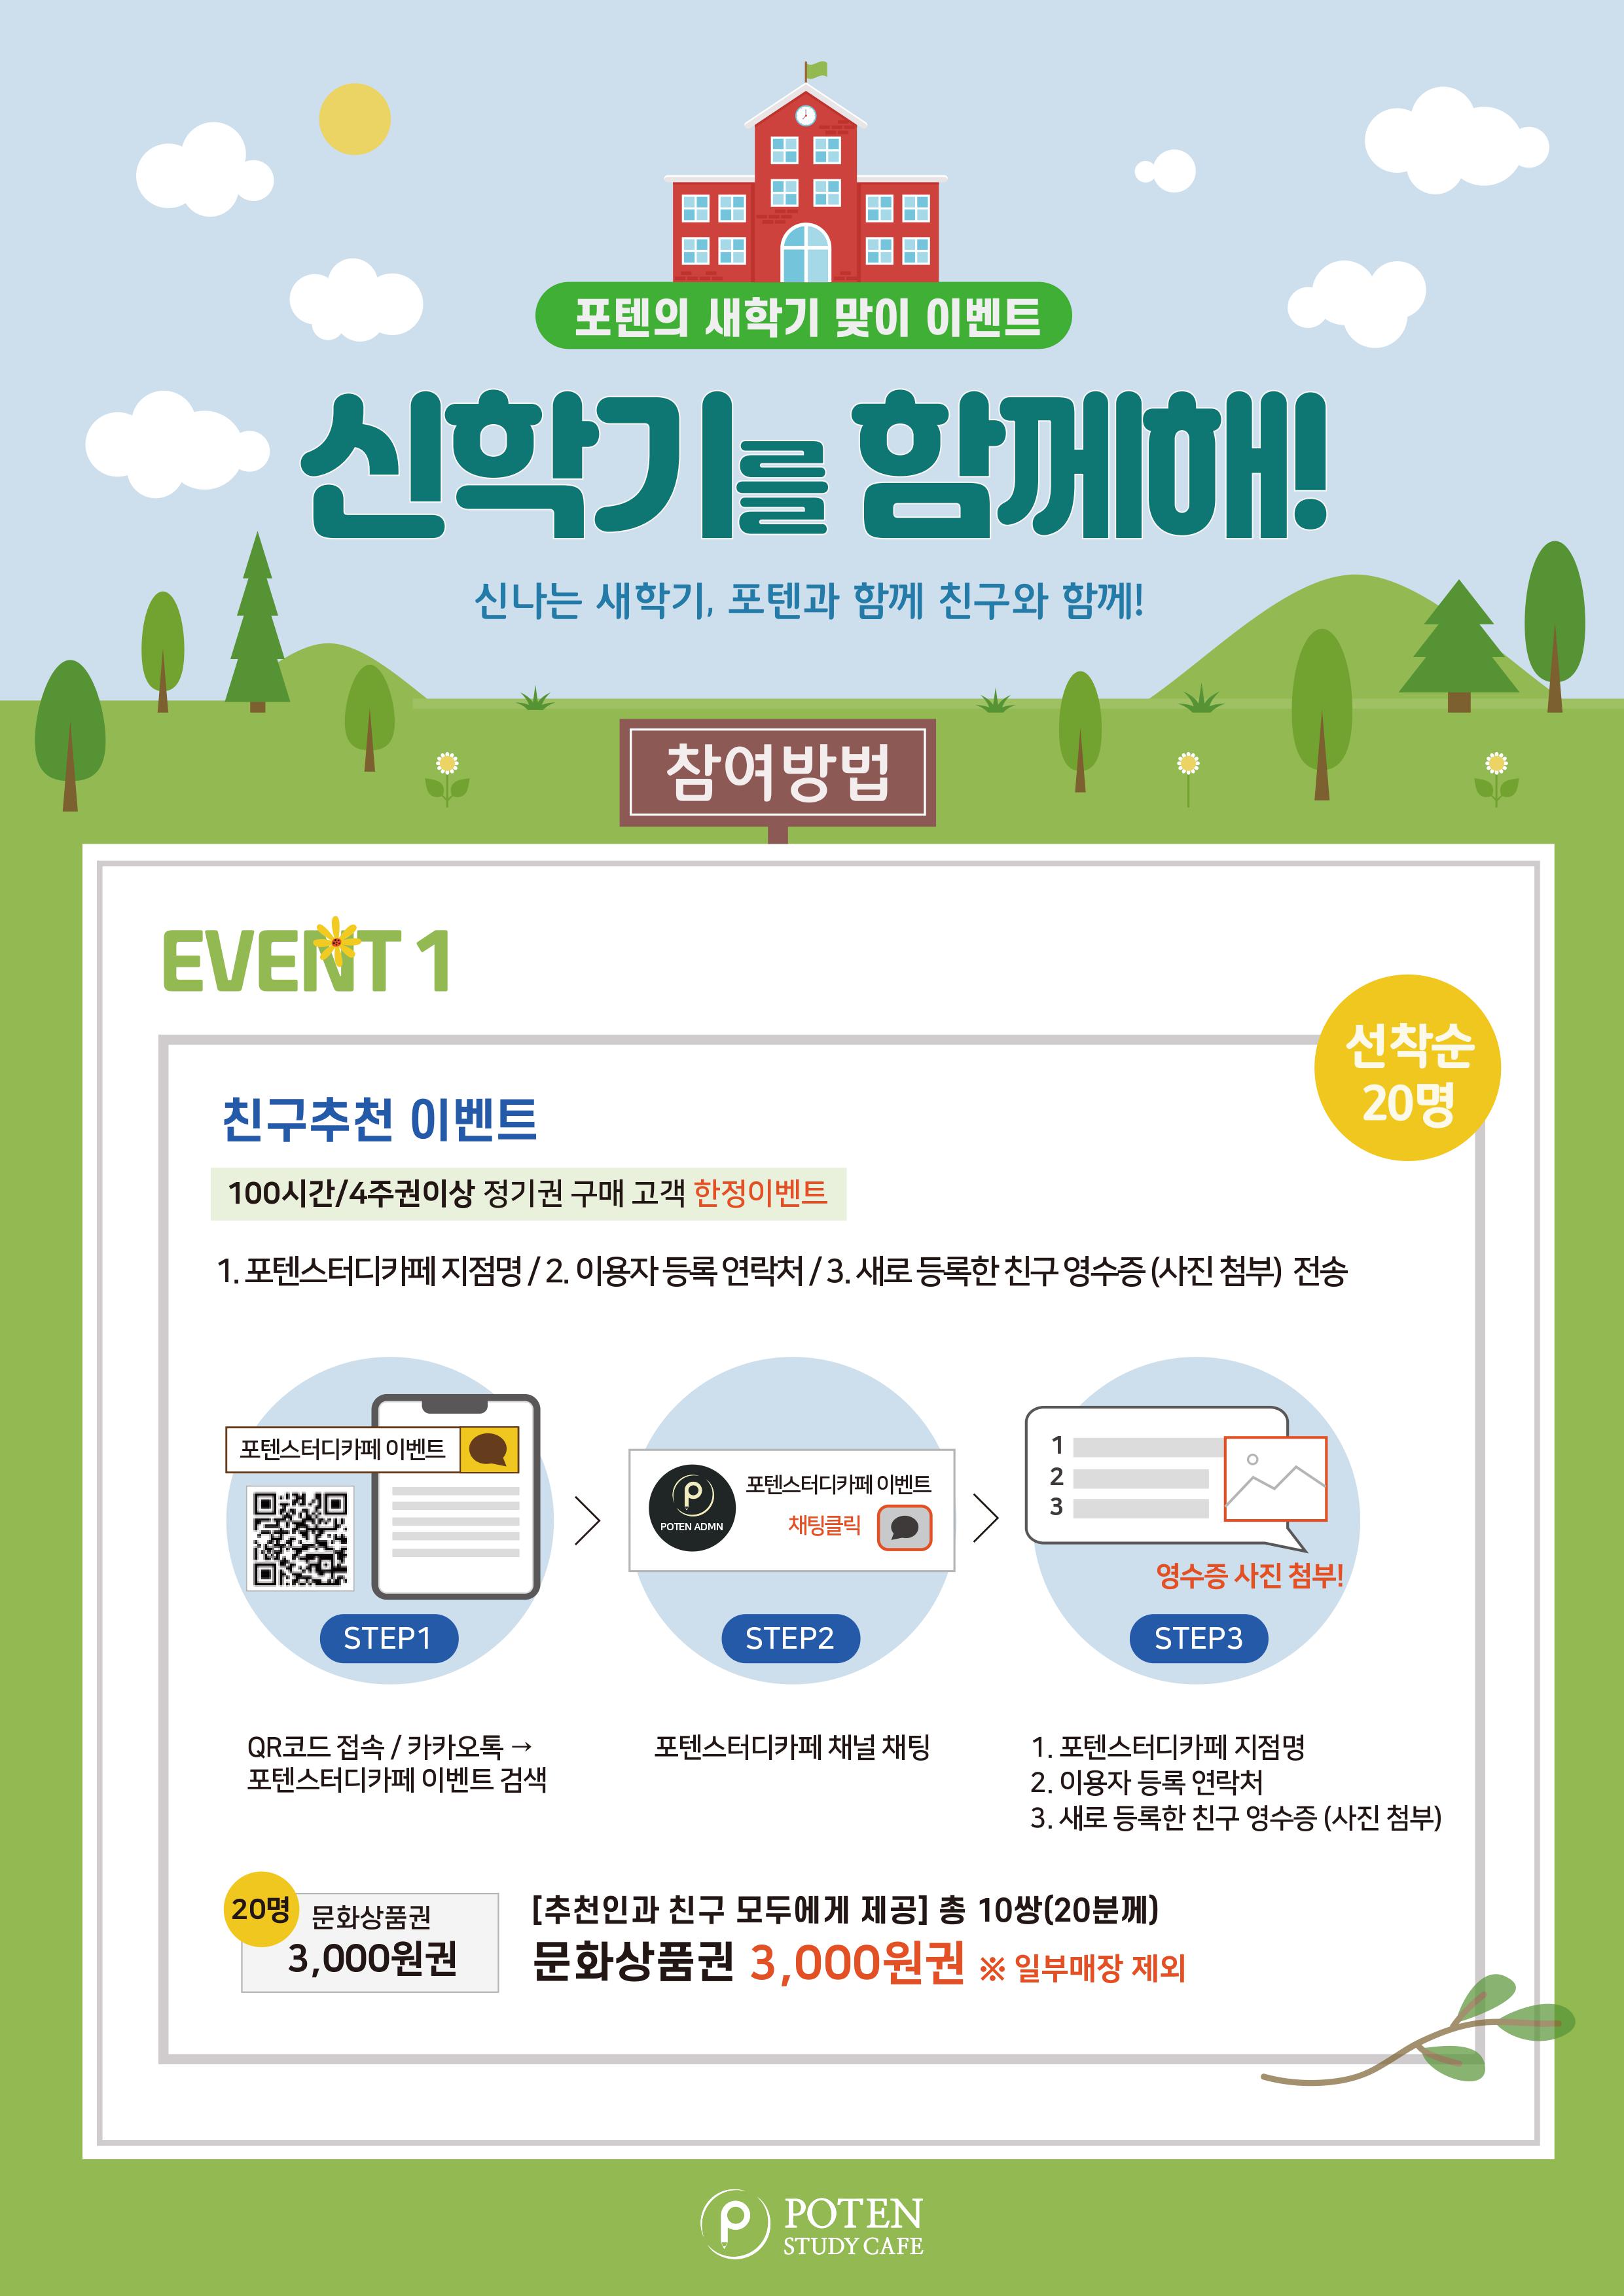 포텐의 새학기 맞이 이벤트
신학기를 함께해!
신나는 새학기, 포텐과 함께 친구와 함께!
참여방법
EVENT 1
선착순
20명
친구추천 이벤트
100시간/4주권이상 정기권 구매 고객 한정이벤트
1. 포텐스터디카페 지점명 / 2. 이용자 등록 연락처 / 3. 새로 등록한 친구 영수증 (사진 첨부) 전송
포텐스터디카페 이벤트
STEP1
QR코드 접속 / 카카오톡 →
포텐스터디카페 이벤트 검색
포텐스터디카페 이벤트
채팅클릭
P
POTEN ADMN
STEP2
포텐스터디카페 채널 채팅
1
2
3
영수증 사진 첨부!
STEP3
1. 포텐스터디카페 지점명
2. 이용자 등록 연락처
3. 새로 등록한 친구 영수증 (사진 첨부)
20명
문화상품권
3,000원권
[추천인과 친구 모두에게 제공] 총 10쌍(20분께)
문화상품권 3,000원권 ※ 일부매장 제외
P
POTEN
STUDY CAFE